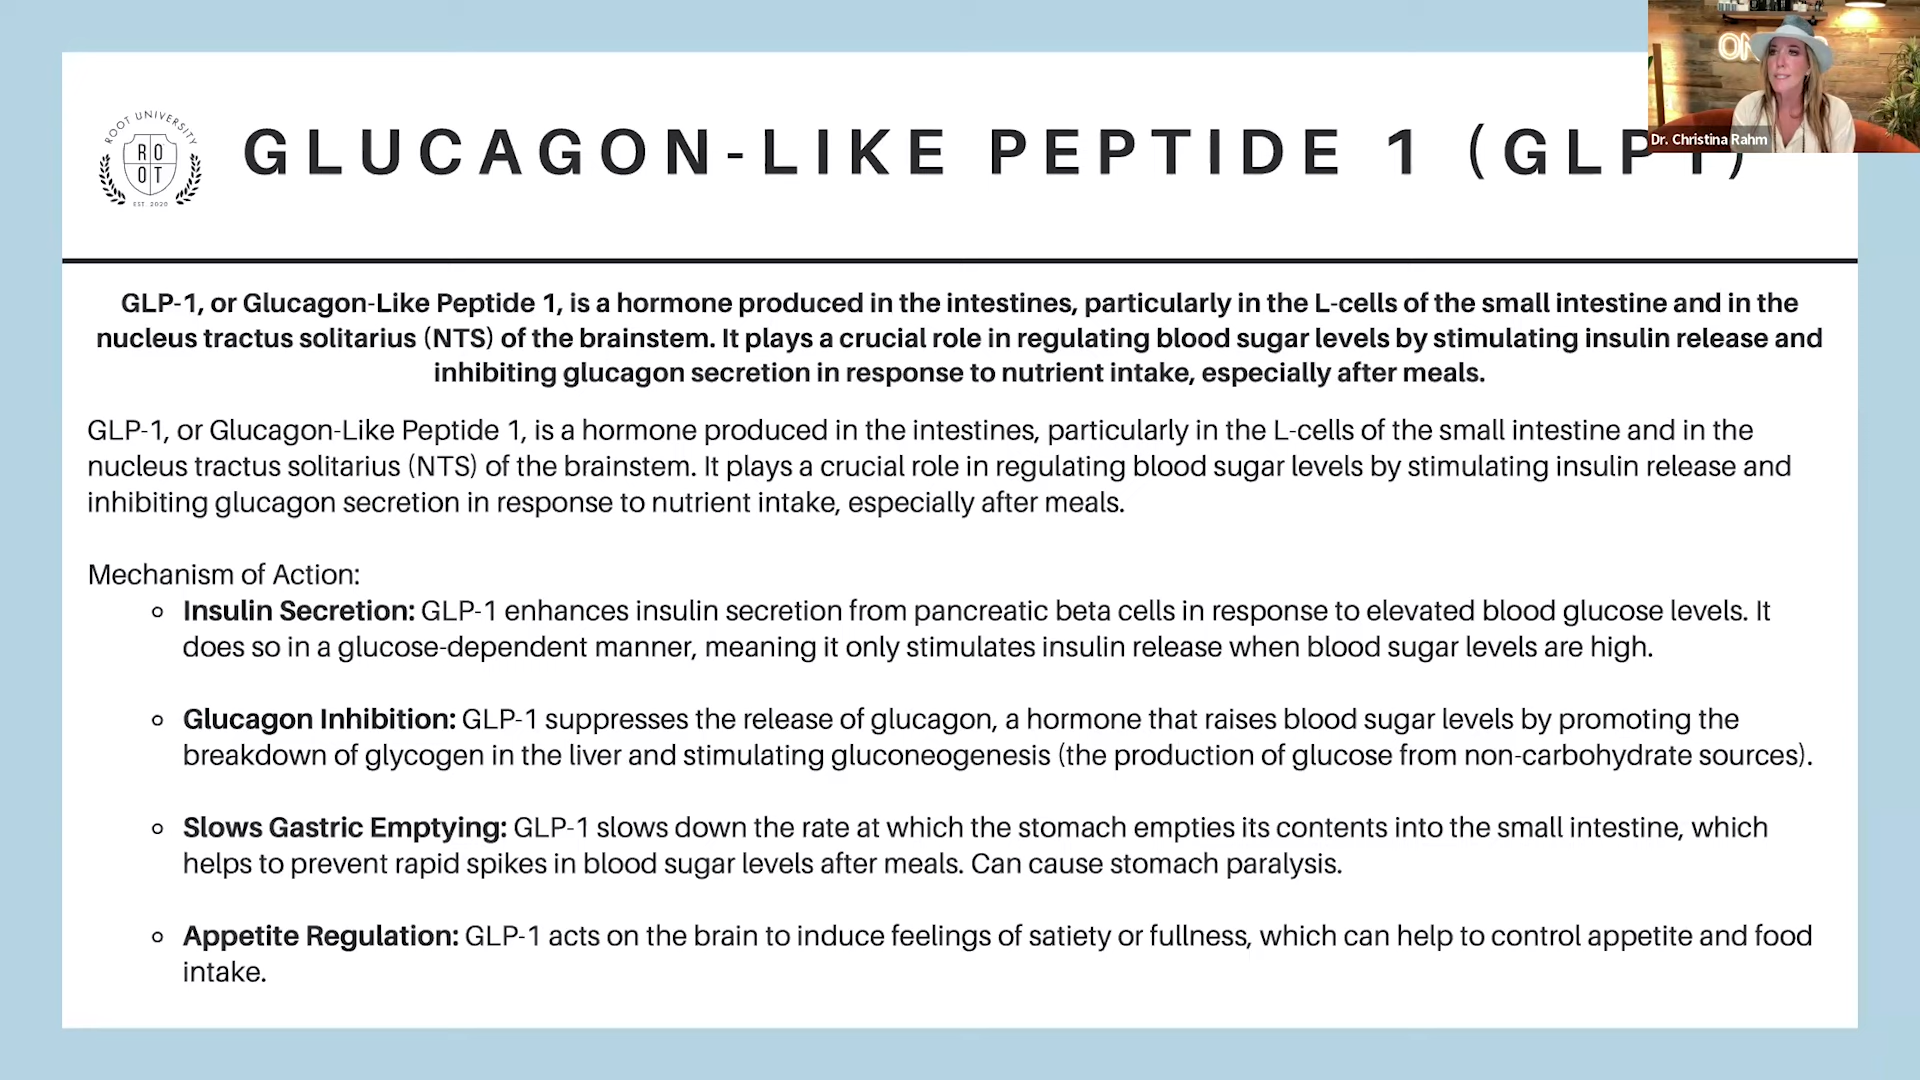 ROOT UNIVERSITY
RO
OT
EST. 2020
GLUCAGON-LIKE PEPTIDE 1 (GLP1)
ON
Dr. Christina Rahm
GLP-1, or Glucagon-Like Peptide 1, is a hormone produced in the intestines, particularly in the L-cells of the small intestine and in the
nucleus tractus solitarius (NTS) of the brainstem. It plays a crucial role in regulating blood sugar levels by stimulating insulin release and
inhibiting glucagon secretion in response to nutrient intake, especially after meals.
GLP-1, or Glucagon-Like Peptide 1, is a hormone produced in the intestines, particularly in the L-cells of the small intestine and in the
nucleus tractus solitarius (NTS) of the brainstem. It plays a crucial role in regulating blood sugar levels by stimulating insulin release and
inhibiting glucagon secretion in response to nutrient intake, especially after meals.
Mechanism of Action:
Insulin Secretion: GLP-1 enhances insulin secretion from pancreatic beta cells in response to elevated blood glucose levels. It
does so in a glucose-dependent manner, meaning it only stimulates insulin release when blood sugar levels are high.
Glucagon Inhibition: GLP-1 suppresses the release of glucagon, a hormone that raises blood sugar levels by promoting the
breakdown of glycogen in the liver and stimulating gluconeogenesis (the production of glucose from non-carbohydrate sources).
Slows Gastric Emptying: GLP-1 slows down the rate at which the stomach empties its contents into the small intestine, which
helps to prevent rapid spikes in blood sugar levels after meals. Can cause stomach paralysis.
Appetite Regulation: GLP-1 acts on the brain to induce feelings of satiety or fullness, which can help to control appetite and food
intake.